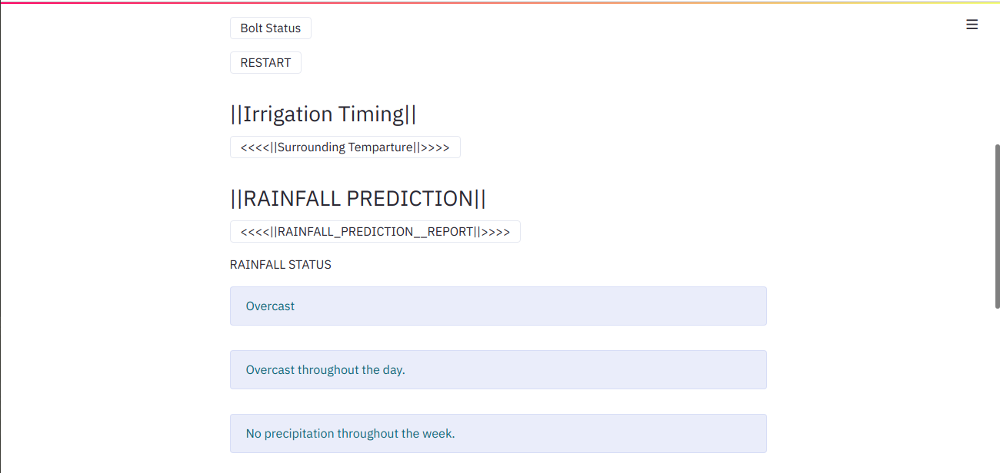 Bolt Status
RESTART
||Irrigation Timing||
<<<<||Surrounding Temparture||>>>>
||RAINFALL PREDICTION||
<<<<||RAINFALL_PREDICTION__REPORT||>>>>
RAINFALL STATUS
Overcast
Overcast throughout the day.
No precipitation throughout the week.